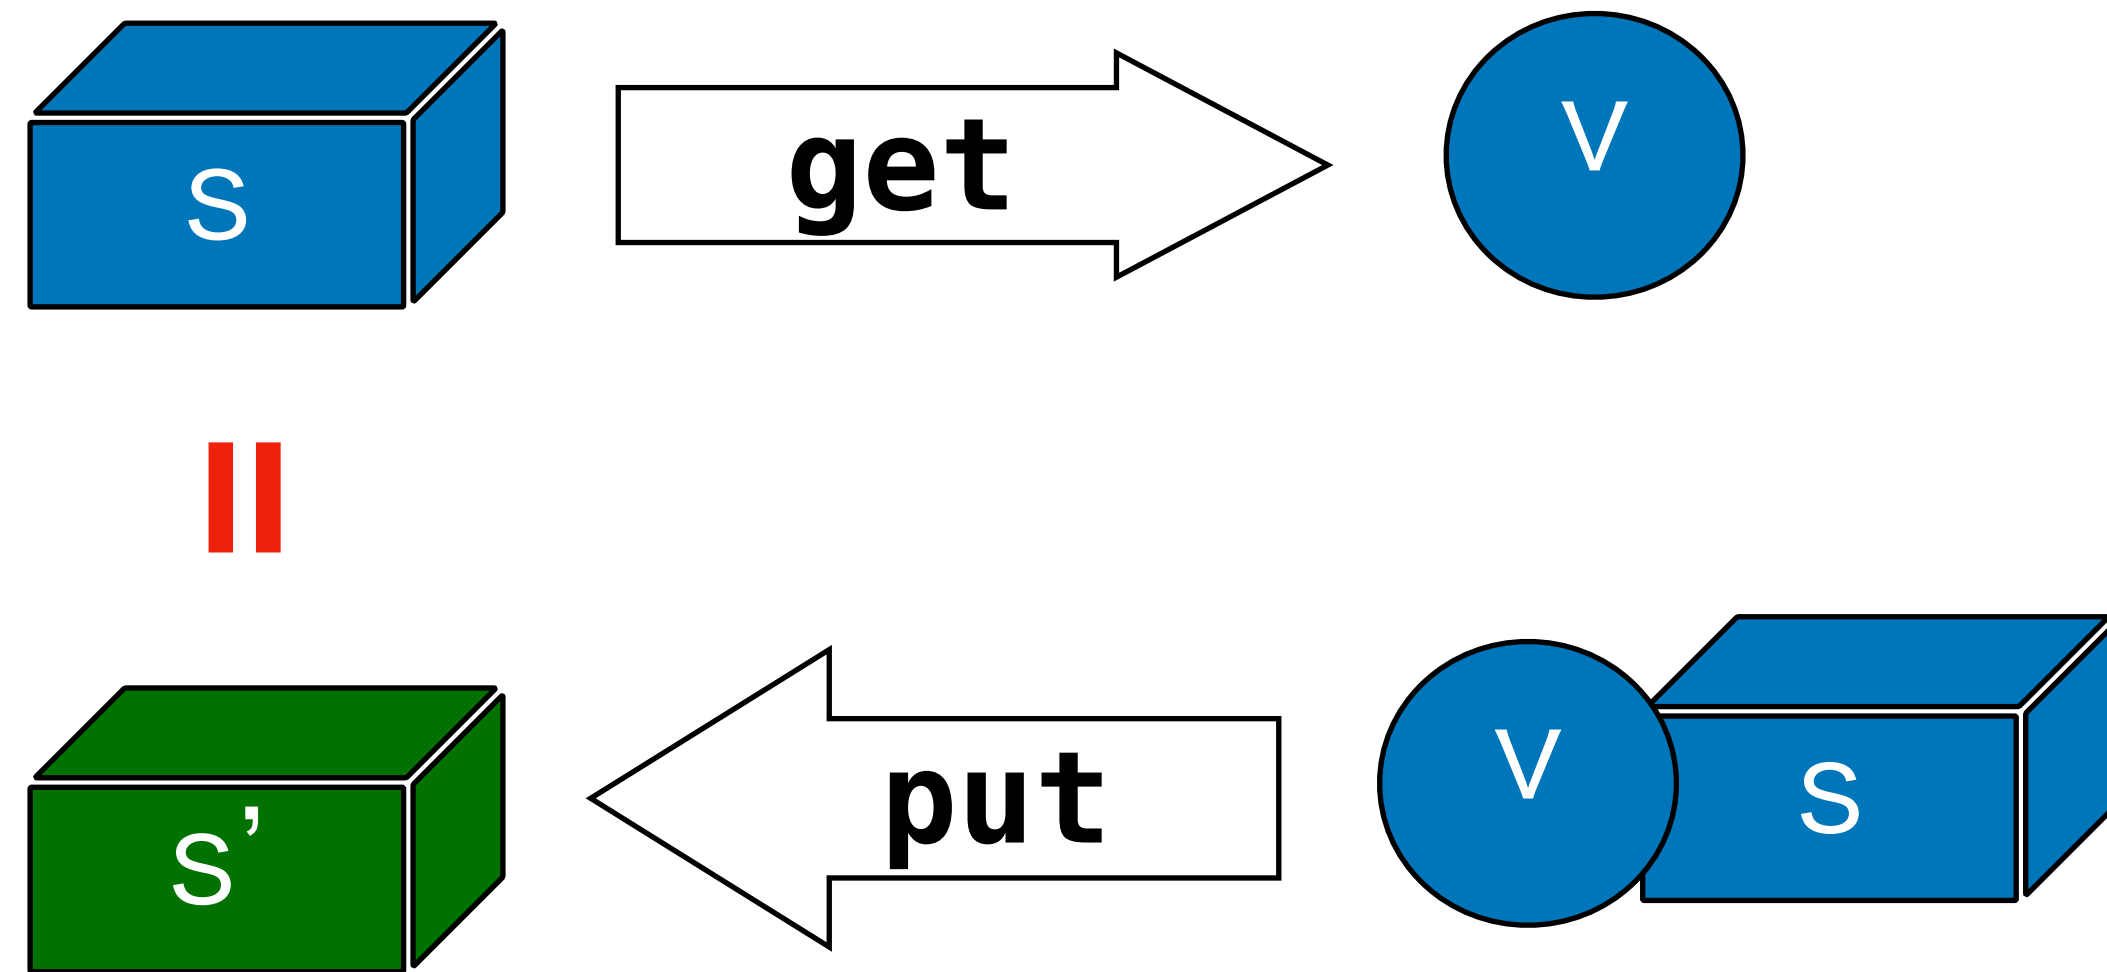 s
get
v
=
s’
put
v
s